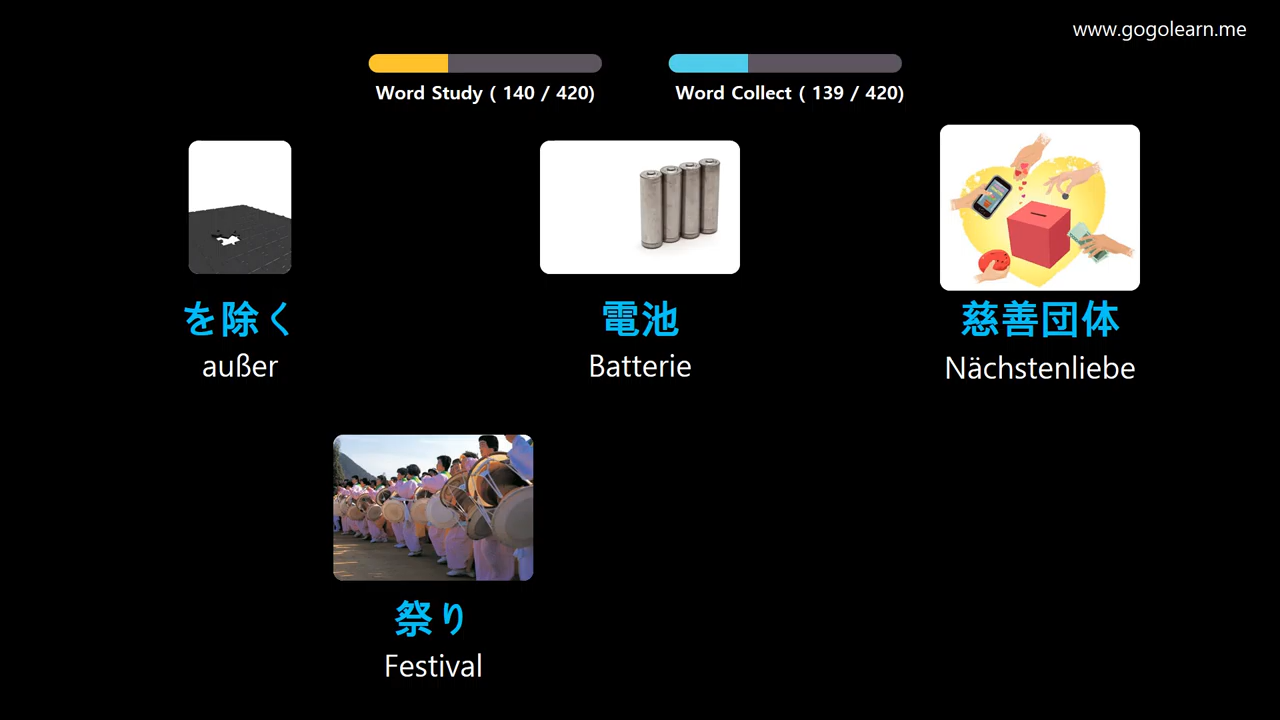 www.gogolearn.me
Word Study ( 140 / 420)
Word Collect ( 139 / 420)
を除く
außer
電池
Batterie
慈善団体
Nächstenliebe
祭り
Festival